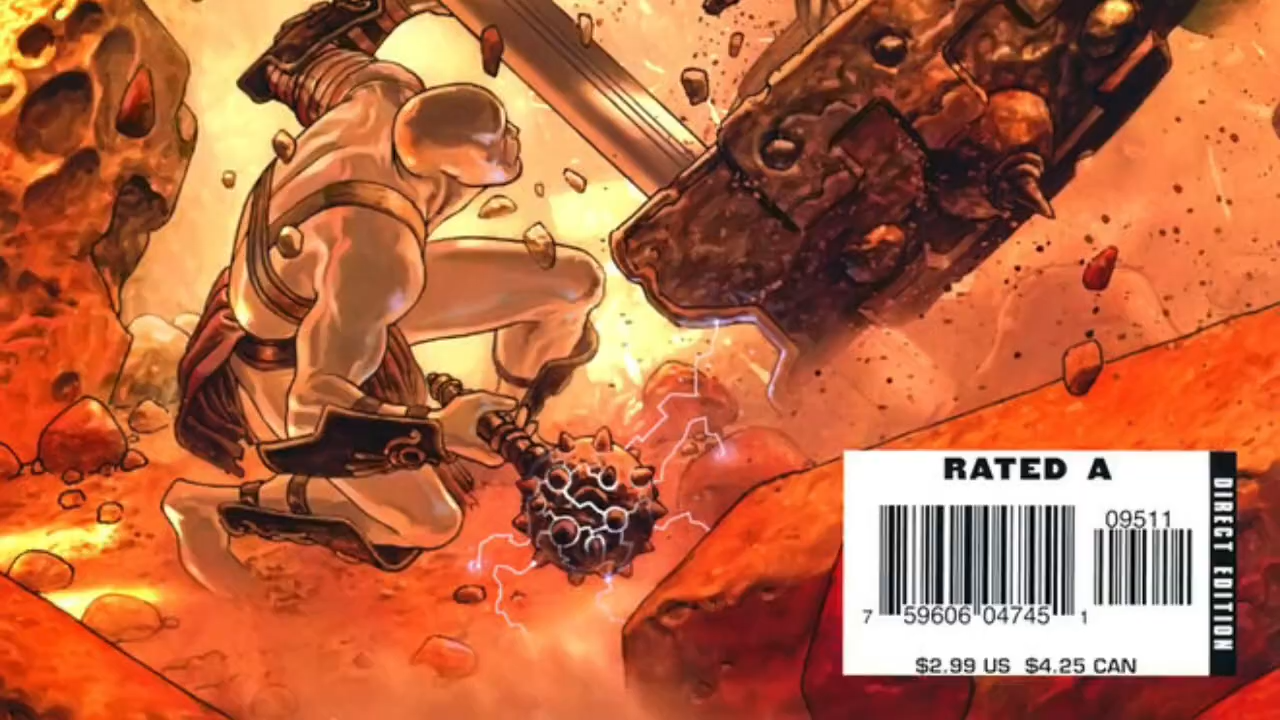 RATED A
09511
7 59606 04745 1
$2.99 US $4.25 CAN
DIRECT EDITION